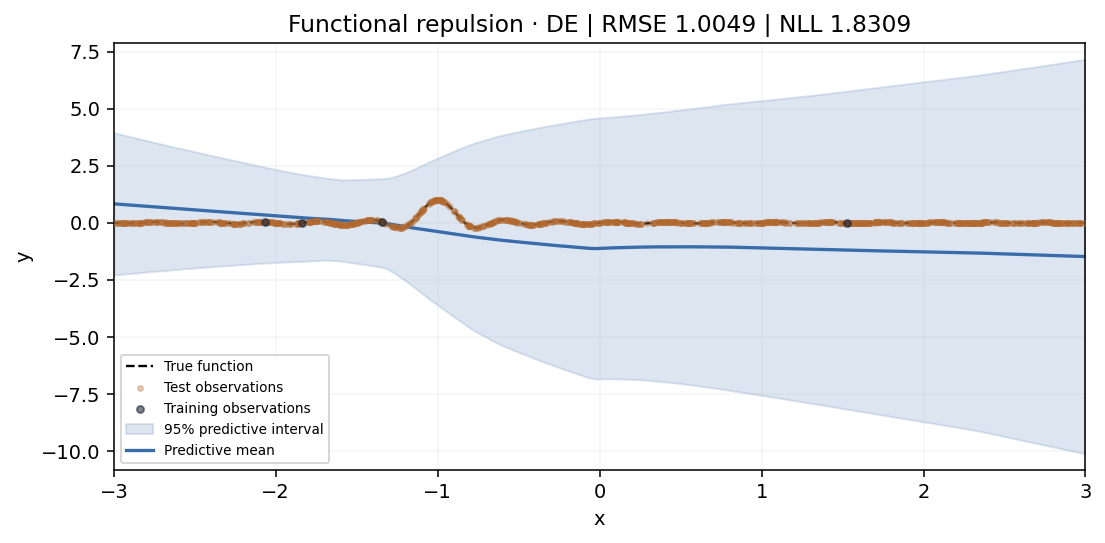 Functional repulsion · DE | RMSE 1.0049 | NLL 1.8309
7.5
5.0
2.5
0.0
−2.5
−5.0
−7.5
−10.0
y
True function
Test observations
Training observations
95% predictive interval
Predictive mean
−3
−2
−1
0
1
2
3
x